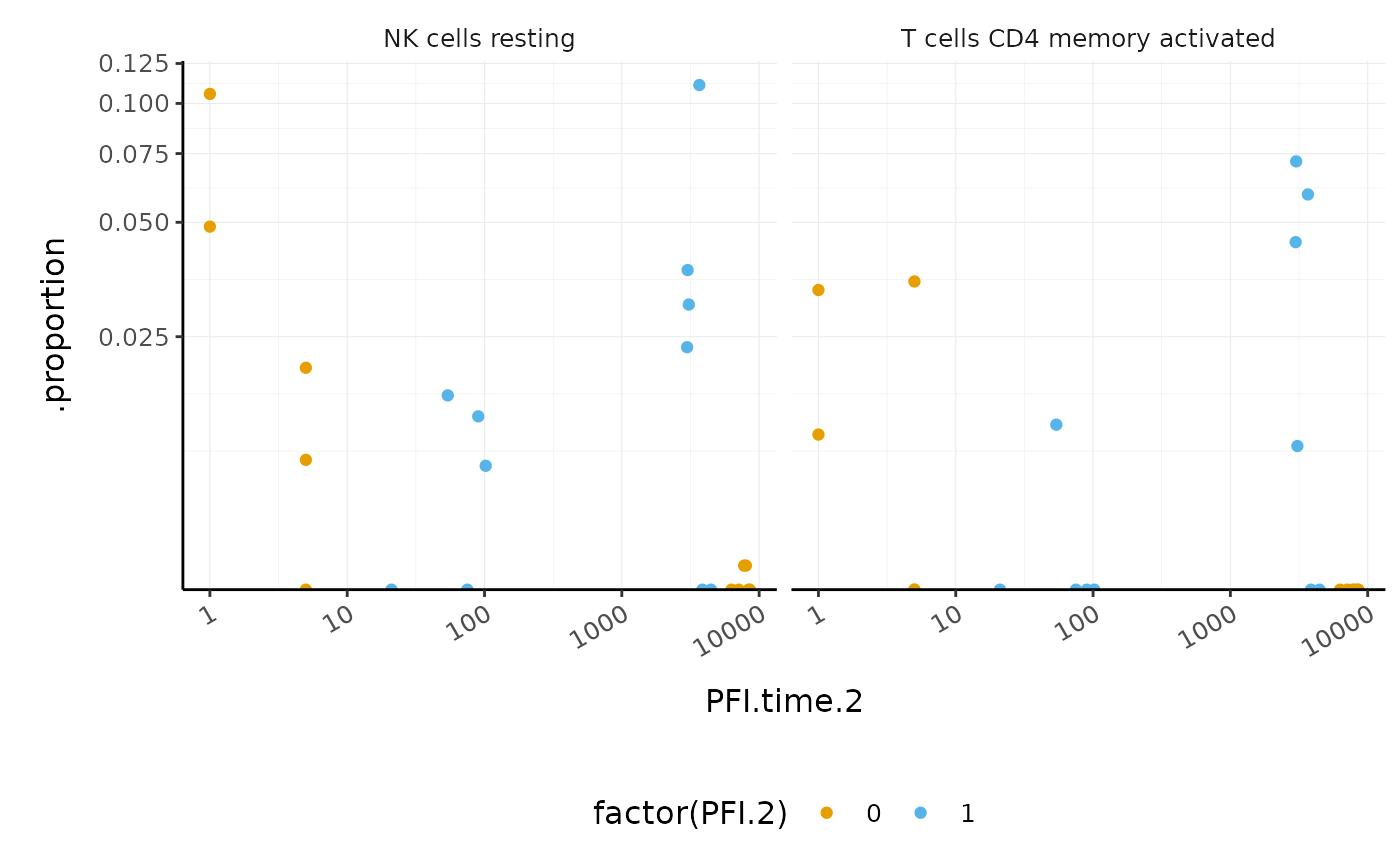 NK cells resting
T cells CD4 memory activated
0.125
0.100
0.075
0.050
0.025
.proportion
1 10 100 1000 10000
1 10 100 1000 10000
PFI.time.2
factor(PFI.2) 0 1